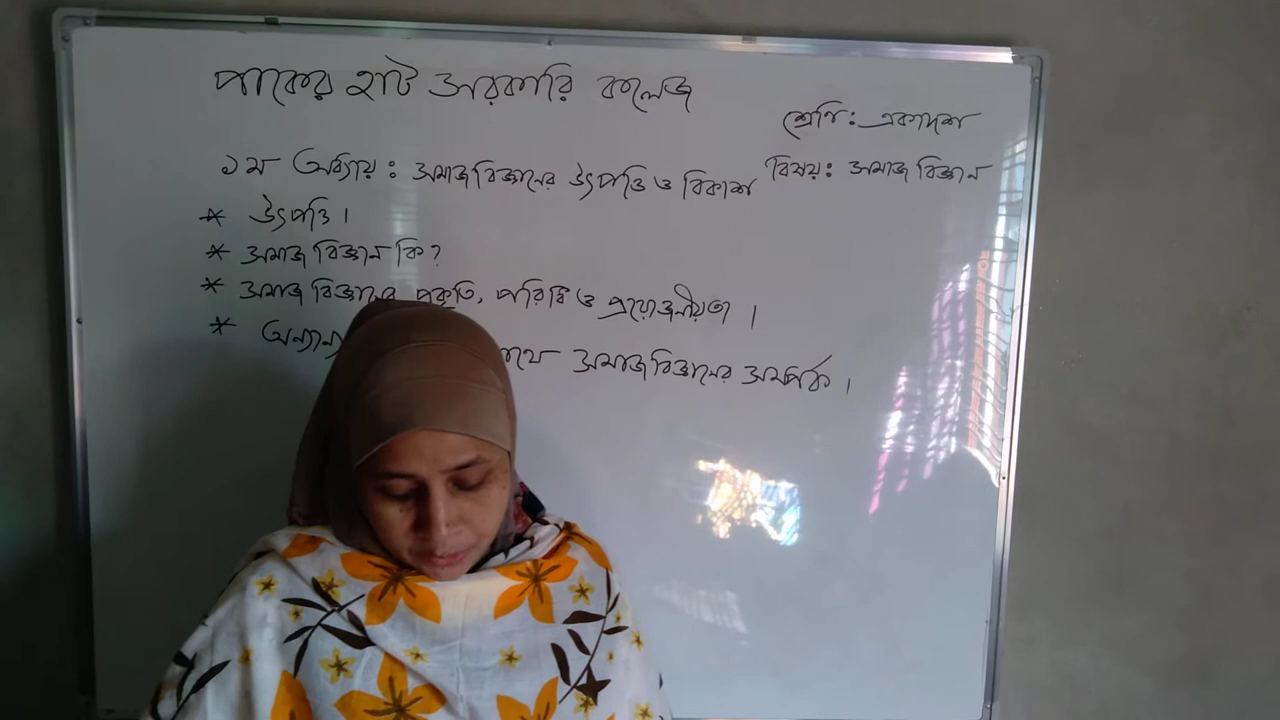 পাকের হাট সরকারি কলেজ
শ্রেণি: একাদশ
১ম অধ্যায়: সমাজবিজ্ঞানের উৎপত্তি ও বিকাশ
বিষয়: সমাজ বিজ্ঞান
* উৎপত্তি।
* সমাজ বিজ্ঞান কি?
* সমাজ বিজ্ঞানের প্রকৃতি, পরিধি ও প্রয়োজনীয়তা।
* অন্যান্য সমাজবিজ্ঞানের সম্পর্ক।